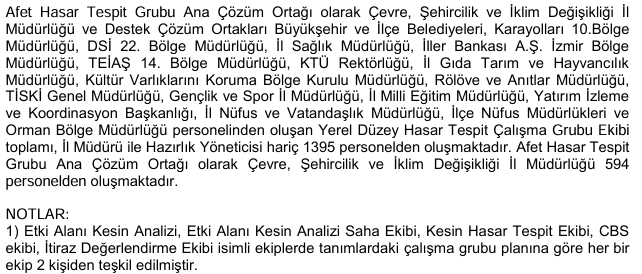 Afet Hasar Tespit Grubu Ana Çözüm Ortağı olarak Çevre, Şehircilik ve İklim Değişikliği İl
Müdürlüğü ve Destek Çözüm Ortakları Büyükşehir ve İlçe Belediyeleri, Karayolları 10.Bölge
Müdürlüğü, DSİ 22. Bölge Müdürlüğü, İl Sağlık Müdürlüğü, İller Bankası A.Ş. İzmir Bölge
Müdürlüğü, TEİAŞ 14. Bölge Müdürlüğü, KTÜ Rektörlüğü, İl Gıda Tarım ve Hayvancılık
Müdürlüğü, Kültür Varlıklarını Koruma Bölge Kurulu Müdürlüğü, Rölöve ve Anıtlar Müdürlüğü,
TİSKİ Genel Müdürlüğü, Gençlik ve Spor İl Müdürlüğü, İl Milli Eğitim Müdürlüğü, Yatırım İzleme
ve Koordinasyon Başkanlığı, İl Nüfus ve Vatandaşlık Müdürlüğü, İlçe Nüfus Müdürlükleri ve
Orman Bölge Müdürlüğü personelinden oluşan Yerel Düzey Hasar Tespit Çalışma Grubu Ekibi
toplamı, İl Müdürü ile Hazırlık Yöneticisi hariç 1395 personelden oluşmaktadır. Afet Hasar Tespit
Grubu Ana Çözüm Ortağı olarak Çevre, Şehircilik ve İklim Değişikliği İl Müdürlüğü 594
personelden oluşmaktadır.
NOTLAR:
1) Etki Alanı Kesin Analizi, Etki Alanı Kesin Analizi Saha Ekibi, Kesin Hasar Tespit Ekibi, CBS
ekibi, İtiraz Değerlendirme Ekibi isimli ekiplerde tanımlardaki çalışma grubu planına göre her bir
ekip 2 kişiden teşkil edilmiştir.